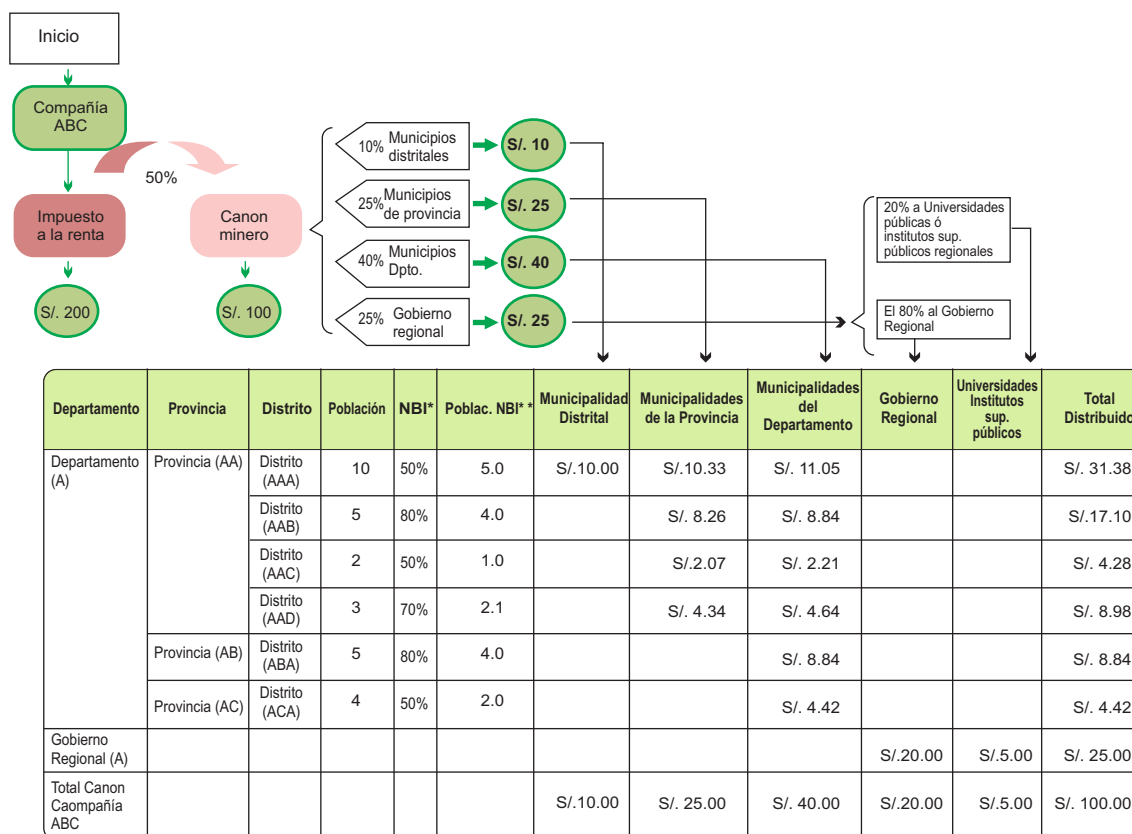 Inicio
Compañía
ABC
50%
Impuesto
a la renta
Canon
minero
S/. 200
S/. 100
10% Municipios
distritales
S/. 10
25% Municipios
de provincia
S/. 25
40% Municipios
Dpto.
S/. 40
25% Gobierno
regional
S/. 25
20% a Universidades
públicas ó
institutos sup.
públicos regionales
El 80% al Gobierno
Regional
Departamento Provincia Distrito Población NBI* Poblac. NBI* * Municipalidad Distrital Municipalidades de la Provincia Municipalidades del Departamento Gobierno Regional Universidades Institutos sup. públicos Total Distribuido
Departamento (A) Provincia (AA) Distrito (AAA) 10 50% 5.0 S/.10.00 S/.10.33 S/. 11.05 S/. 31.38
Distrito (AAB) 5 80% 4.0 S/. 8.26 S/. 8.84 S/.17.10
Distrito (AAC) 2 50% 1.0 S/.2.07 S/. 2.21 S/. 4.28
Distrito (AAD) 3 70% 2.1 S/. 4.34 S/. 4.64 S/. 8.98
Provincia (AB) Distrito (ABA) 5 80% 4.0 S/. 8.84 S/. 8.84
Provincia (AC) Distrito (ACA) 4 50% 2.0 S/. 4.42 S/. 4.42
Gobierno Regional (A) S/.20.00 S/.5.00 S/. 25.00
Total Canon Caompañía ABC S/.10.00 S/. 25.00 S/. 40.00 S/.20.00 S/.5.00 S/. 100.00